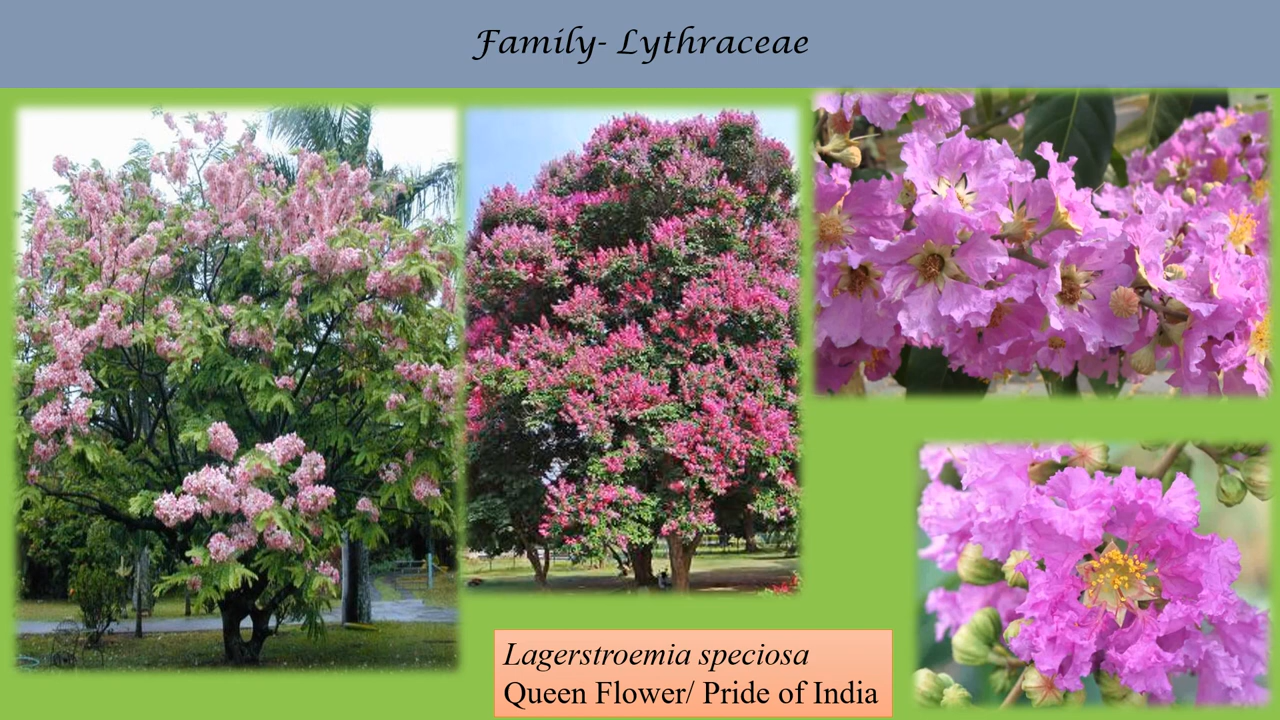 Family- Lythraceae
Lagerstroemia speciosa
Queen Flower/ Pride of India